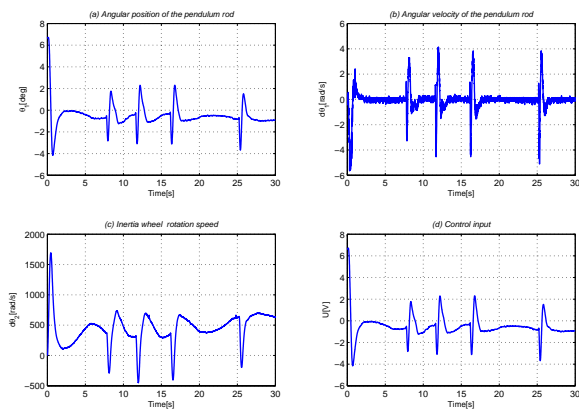 (a) Angular position of the pendulum rod
8
6
4
2
0
−2
−4
−6
θ1[deg]
0 5 10 15 20 25 30
Time[s]
(b) Angular velocity of the pendulum rod
6
4
2
0
−2
−4
−6
dθ1[rad/s]
0 5 10 15 20 25 30
Time[s]
(c) Inertia wheel rotation speed
2000
1500
1000
500
0
−500
dθ2[rad/s]
0 5 10 15 20 25 30
Time[s]
(d) Control input
8
6
4
2
0
−2
−4
−6
U[V]
0 5 10 15 20 25 30
Time[s]